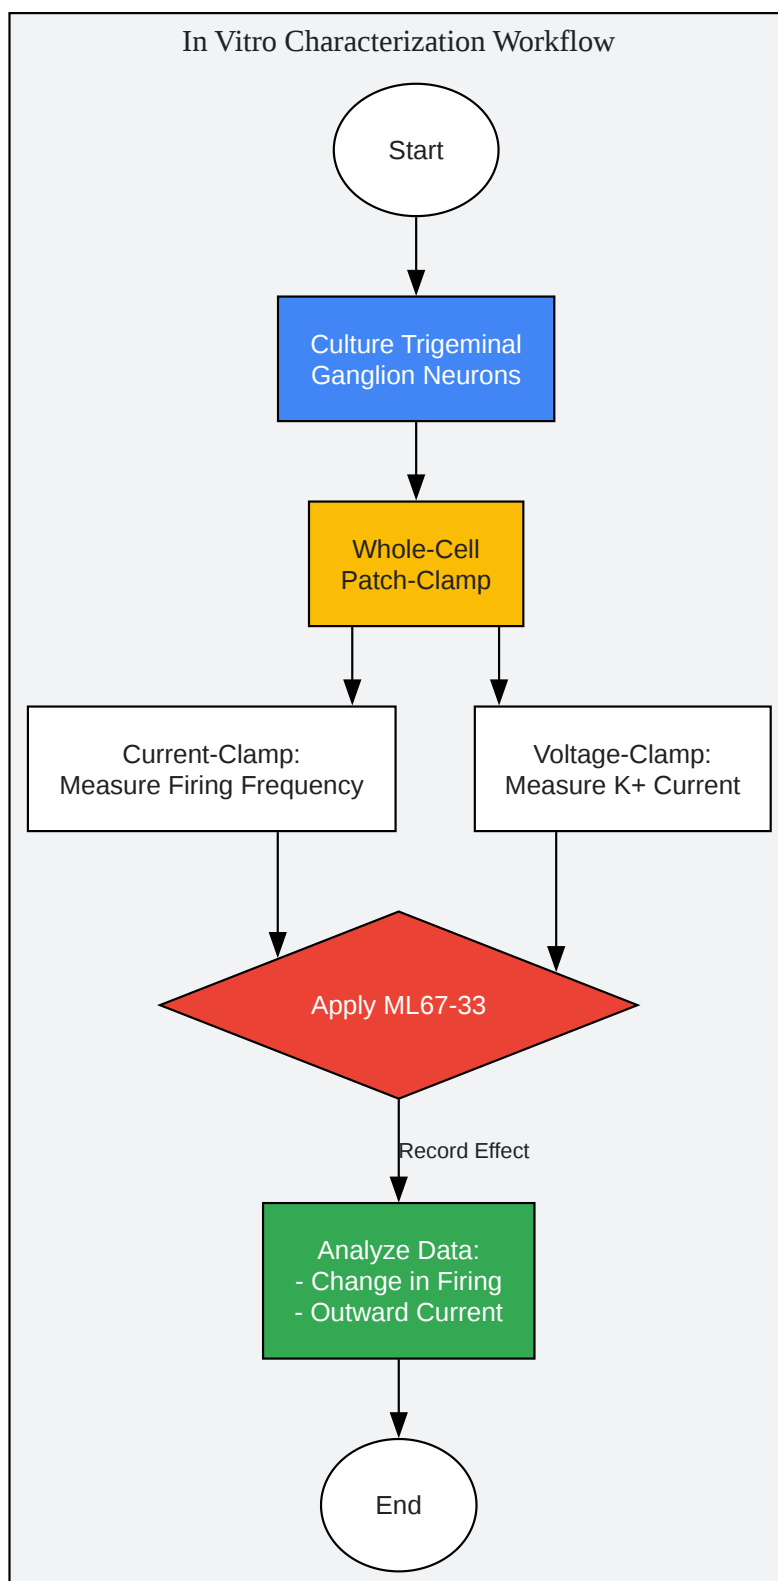 In Vitro Characterization Workflow
Start
Culture Trigeminal
Ganglion Neurons
Whole-Cell
Patch-Clamp
Current-Clamp:
Measure Firing Frequency
Voltage-Clamp:
Measure K+ Current
Apply ML67-33
Record Effect
Analyze Data:
- Change in Firing
- Outward Current
End